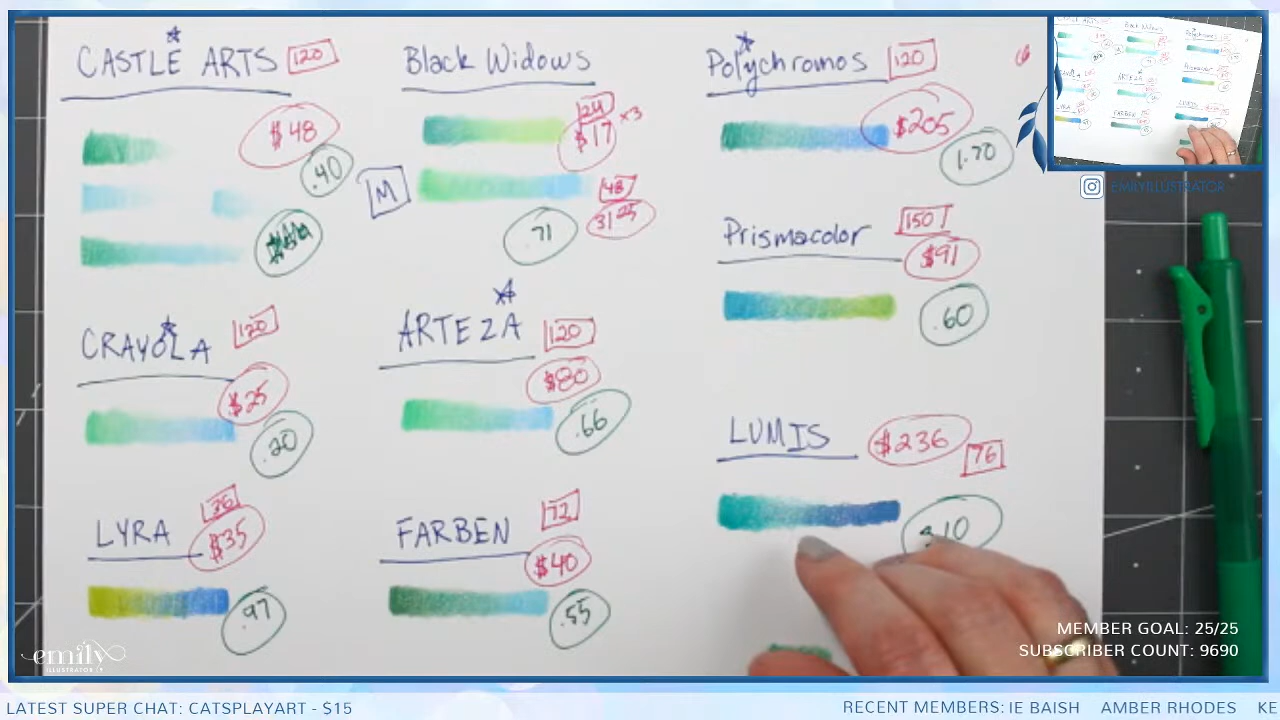 CASTLE ARTS 120
$48
.40
Black Widows
24
$17 x3
48
31.25
M
.71
Polychromos 120
$205
1.70
Prismacolor 150
$91
.60
CRAYOLA 120
$25
.20
ARTEZA 120
$80
.66
LUMIS $236 76
LYRA
$35
.97
FARBEN 72
$40
.55
EMILYILLUSTRATOR
emily
ILLUSTRATOR
MEMBER GOAL: 25/25
SUBSCRIBER COUNT: 9690
LATEST SUPER CHAT: CATSPLAYART - $15
RECENT MEMBERS: IE BAISH AMBER RHODES KE